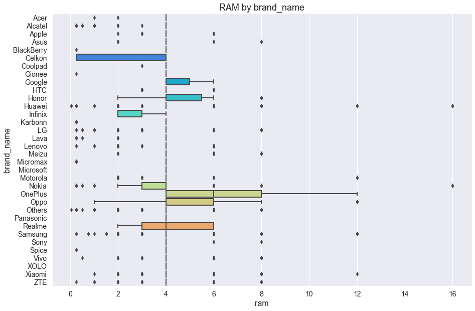 RAM by brand_name
brand_name
Acer
Alcatel
Apple
Asus
BlackBerry
Celkon
Coolpad
Gionee
Google
HTC
Honor
Huawei
Infinix
Karbonn
LG
Lava
Lenovo
Meizu
Micromax
Microsoft
Motorola
Nokia
OnePlus
Oppo
Others
Panasonic
Realme
Samsung
Sony
Spice
Vivo
XOLO
Xiaomi
ZTE
0 2 4 6 8 10 12 14 16
ram